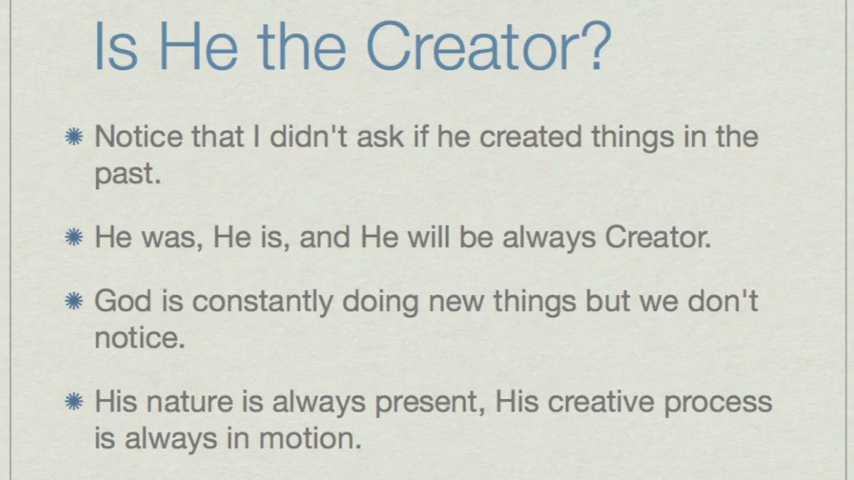 Is He the Creator?
Notice that I didn't ask if he created things in the
past.
He was, He is, and He will be always Creator.
God is constantly doing new things but we don't
notice.
His nature is always present, His creative process
is always in motion.